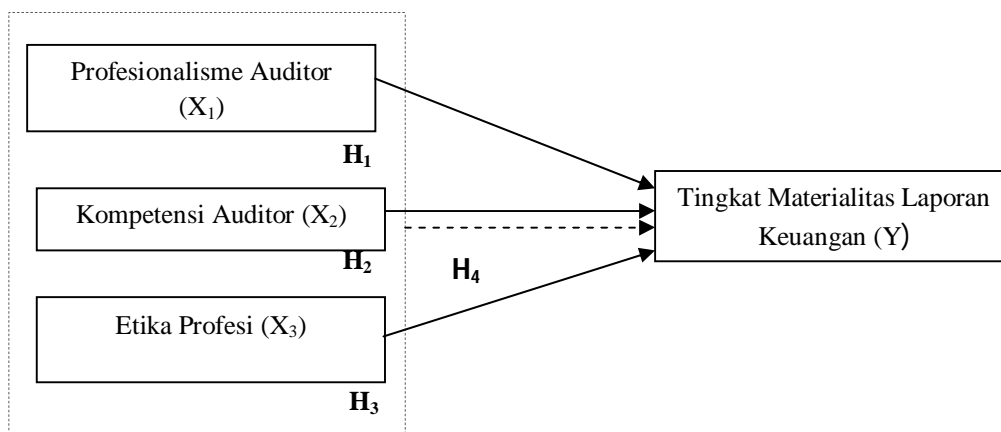 Profesionalisme Auditor
(X₁)
H₁
Kompetensi Auditor (X₂)
H₂
Etika Profesi (X₃)
H₃
H₄
Tingkat Materialitas Laporan
Keuangan (Y)